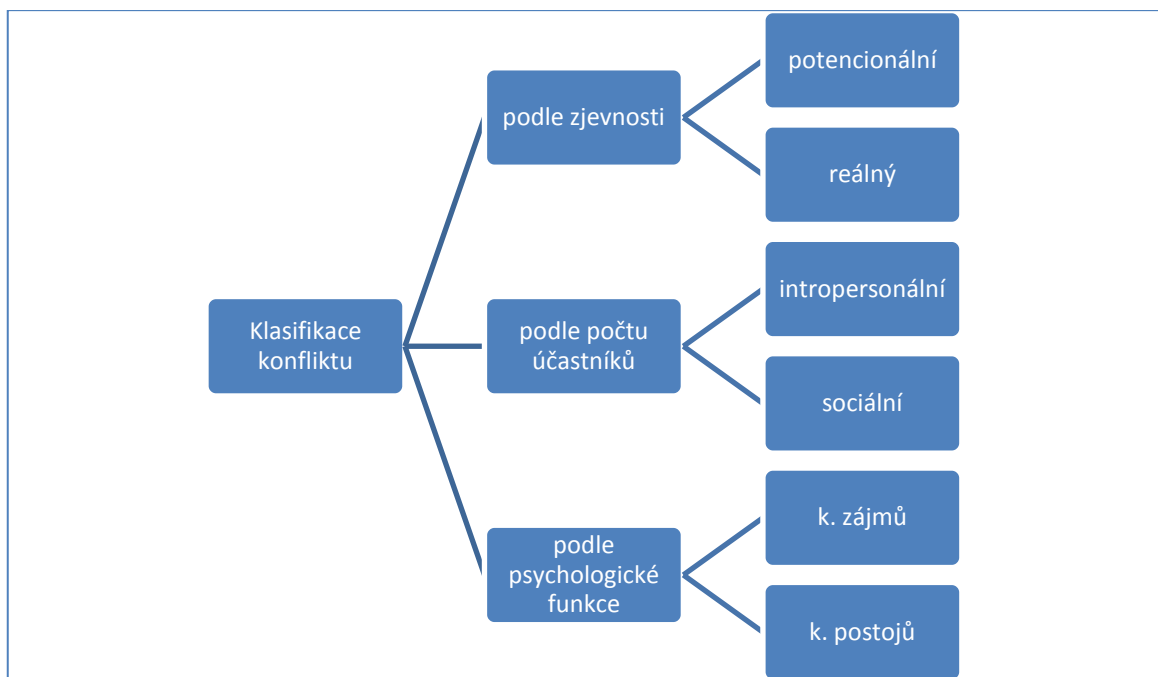 Klasifikace
konfliktu
podle zjevnosti
potencionální
reálný
podle počtu
účastníků
intropersonální
sociální
podle
psychologické
funkce
k. zájmů
k. postojů